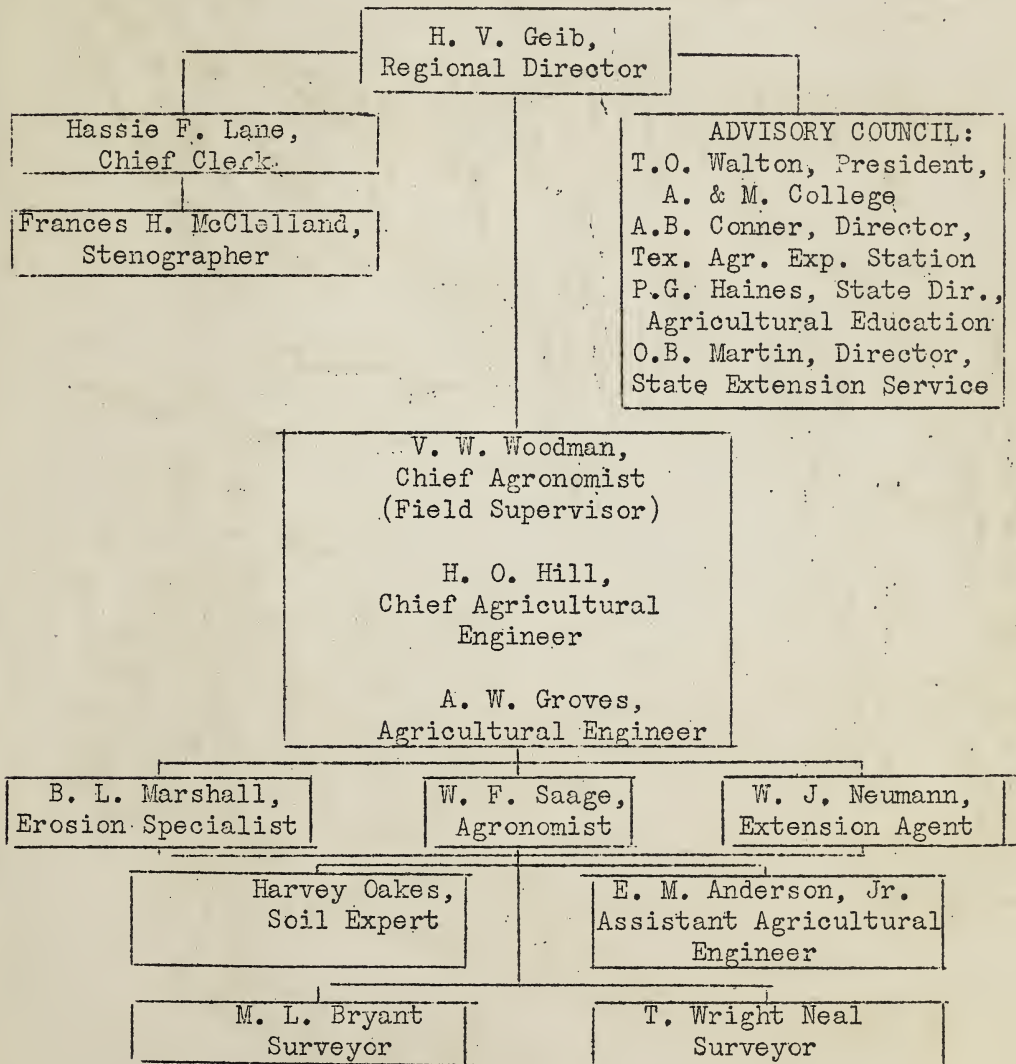 H. V. Geib,
Regional Director
Hassie F. Lane,
Chief Clerk
Frances H. McClelland,
Stenographer
ADVISORY COUNCIL:
T.O. Walton, President,
A. & M. College
A.B. Conner, Director,
Tex. Agr. Exp. Station
P.G. Haines, State Dir.,
Agricultural Education
O.B. Martin, Director,
State Extension Service
V. W. Woodman,
Chief Agronomist
(Field Supervisor)
H. O. Hill,
Chief Agricultural
Engineer
A. W. Groves,
Agricultural Engineer
B. L. Marshall,
Erosion Specialist
W. F. Saage,
Agronomist
W. J. Neumann,
Extension Agent
Harvey Oakes,
Soil Expert
E. M. Anderson, Jr.
Assistant Agricultural
Engineer
M. L. Bryant
Surveyor
T. Wright Neal
Surveyor